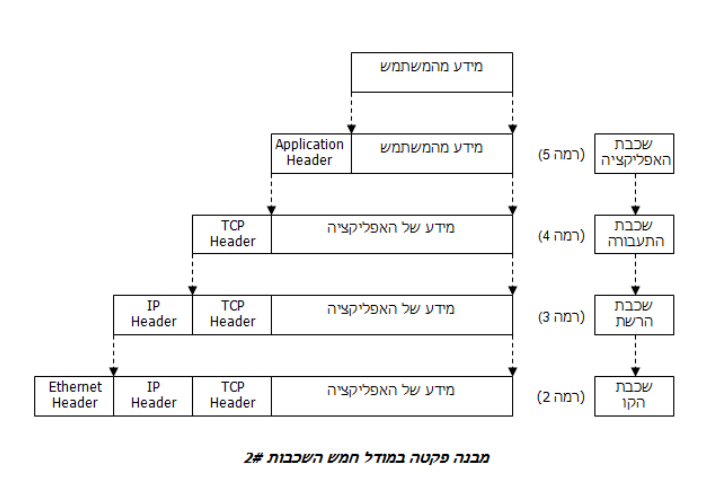 מידע מהמשתמש
Application
Header
מידע מהמשתמש
(רמה 5)
שכבת
האפליקציה
TCP
Header
מידע של האפליקציה
(רמה 4)
שכבת
התעבורה
IP
Header
TCP
Header
מידע של האפליקציה
(רמה 3)
שכבת
הרשת
Ethernet
Header
IP
Header
TCP
Header
מידע של האפליקציה
(רמה 2)
שכבת
הקו
מבנה פקטה במודל חמש השכבות #2